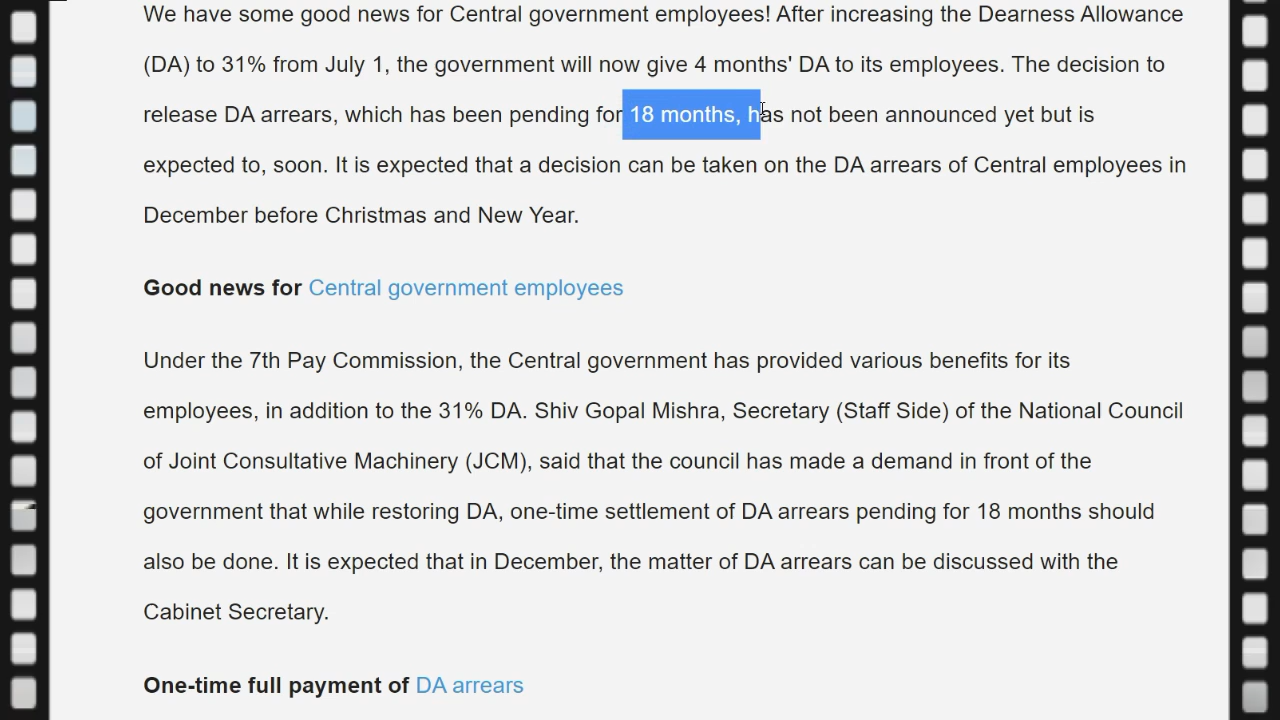 We have some good news for Central government employees! After increasing the Dearness Allowance
(DA) to 31% from July 1, the government will now give 4 months' DA to its employees. The decision to
release DA arrears, which has been pending for 18 months, has not been announced yet but is
expected to, soon. It is expected that a decision can be taken on the DA arrears of Central employees in
December before Christmas and New Year.
Good news for Central government employees
Under the 7th Pay Commission, the Central government has provided various benefits for its
employees, in addition to the 31% DA. Shiv Gopal Mishra, Secretary (Staff Side) of the National Council
of Joint Consultative Machinery (JCM), said that the council has made a demand in front of the
government that while restoring DA, one-time settlement of DA arrears pending for 18 months should
also be done. It is expected that in December, the matter of DA arrears can be discussed with the
Cabinet Secretary.
One-time full payment of DA arrears